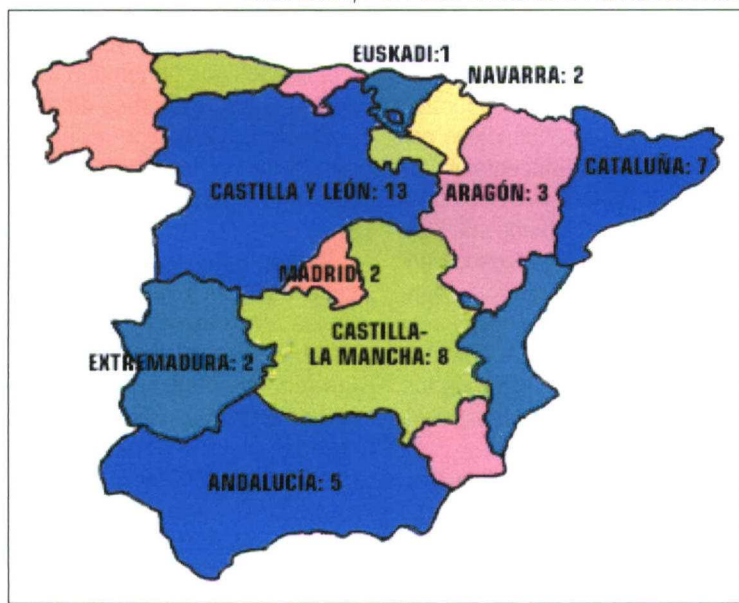 EUSKADI:1
NAVARRA: 2
CATALUÑA: 7
CASTILLA Y LEÓN: 13
ARAGÓN: 3
MADRID: 2
CASTILLA-
LA MANCHA: 8
EXTREMADURA: 2
ANDALUCÍA: 5